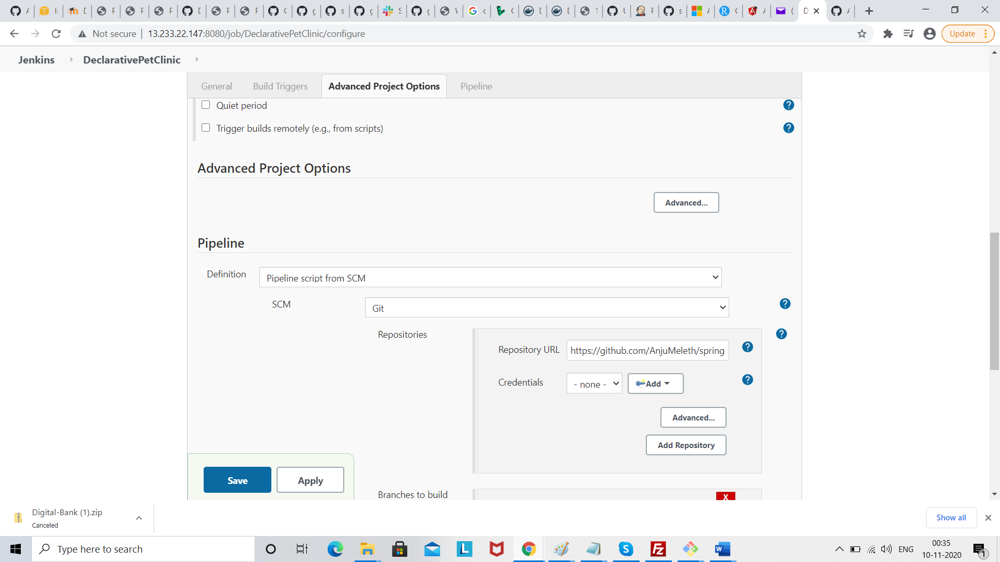 Not secure | 13.233.22.147:8080/job/DeclarativePetClinic/configure
Update
Jenkins DeclarativePetClinic
General Build Triggers Advanced Project Options Pipeline
Quiet period
Trigger builds remotely (e.g., from scripts)
Advanced Project Options
Advanced...
Pipeline
Definition Pipeline script from SCM
SCM Git
Repositories
Repository URL https://github.com/AnjuMeleth/spring-
Credentials - none - Add
Advanced...
Add Repository
Save Apply
Branches to build X
Digital-Bank (1).zip
Canceled
Show all
Type here to search
ENG
00:35
10-11-2020
1